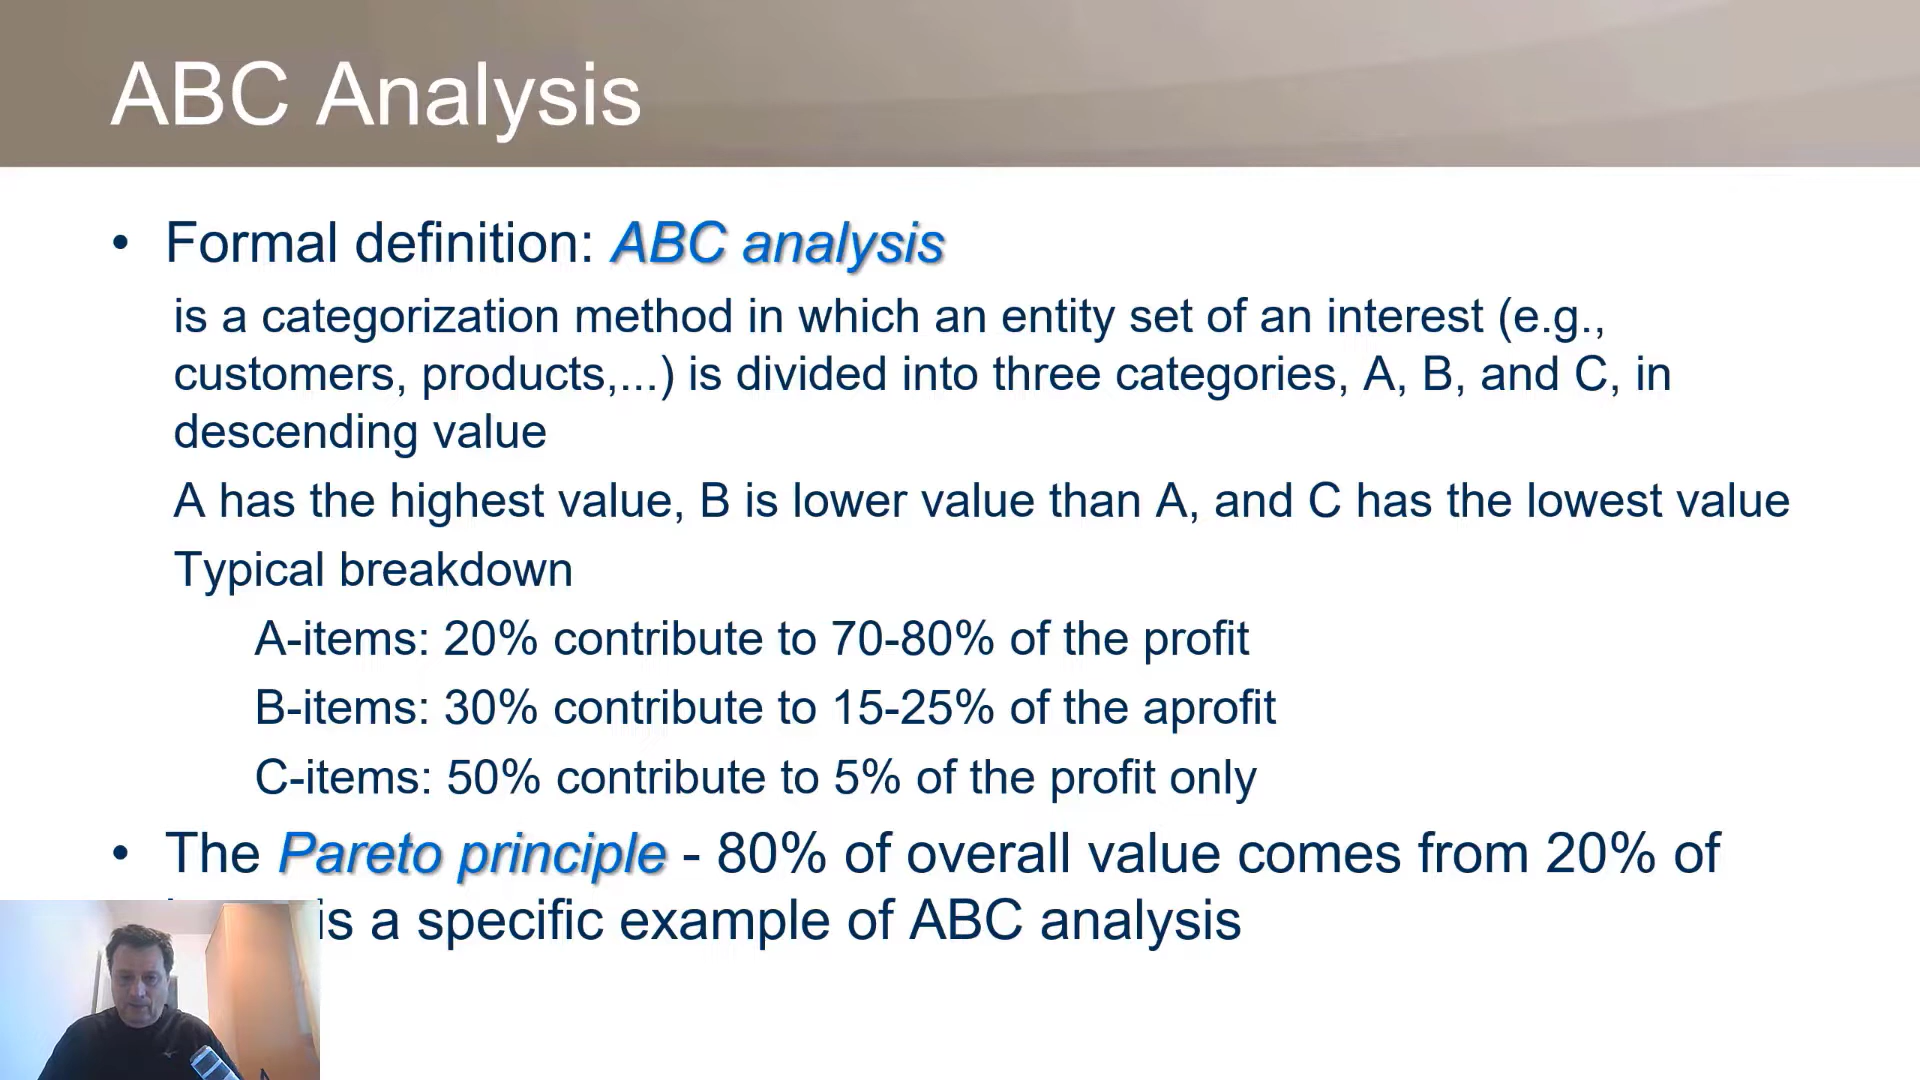 ABC Analysis
• Formal definition: ABC analysis
is a categorization method in which an entity set of an interest (e.g.,
customers, products,...) is divided into three categories, A, B, and C, in
descending value
A has the highest value, B is lower value than A, and C has the lowest value
Typical breakdown
A-items: 20% contribute to 70-80% of the profit
B-items: 30% contribute to 15-25% of the aprofit
C-items: 50% contribute to 5% of the profit only
• The Pareto principle - 80% of overall value comes from 20% of
is a specific example of ABC analysis